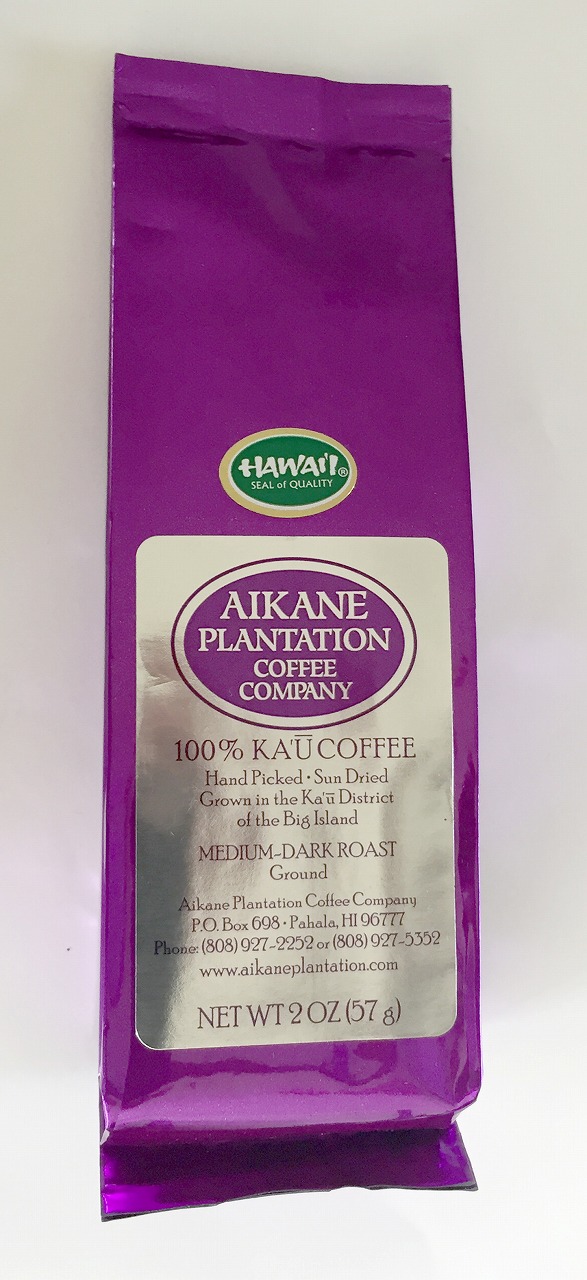 HAWAI'I®
SEAL of QUALITY
AIKANE
PLANTATION
COFFEE
COMPANY
100% KA'Ū COFFEE
Hand Picked • Sun Dried
Grown in the Ka'ū District
of the Big Island
MEDIUM-DARK ROAST
Ground
Aikane Plantation Coffee Company
P.O. Box 698 • Pahala, HI 96777
Phone: (808) 927-2252 or (808) 927-5352
www.aikaneplantation.com
NET WT 2 OZ (57 g)